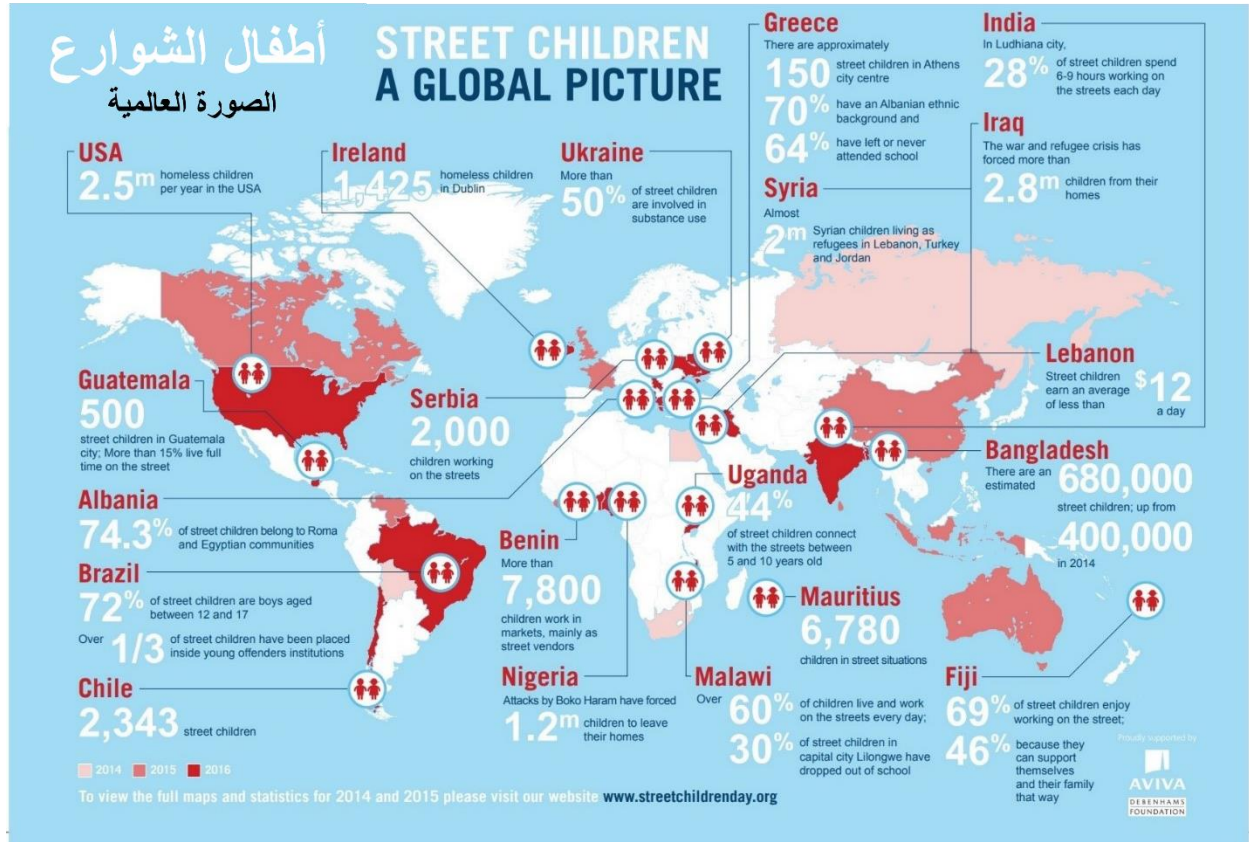 أطفال الشوارع
الصورة العالمية
STREET CHILDREN
A GLOBAL PICTURE
Greece
There are approximately
150 street children in Athens city centre
70% have an Albanian ethnic background and
64% have left or never attended school
India
In Ludhiana city,
28% of street children spend 6-9 hours working on the streets each day
Iraq
The war and refugee crisis has forced more than
2.8m children from their homes
Syria
Almost
2m Syrian children living as refugees in Lebanon, Turkey and Jordan
USA
2.5m homeless children per year in the USA
Ireland
1,425 homeless children in Dublin
Ukraine
More than
50% of street children are involved in substance use
Guatemala
500
street children in Guatemala city; More than 15% live full time on the street
Serbia
2,000
children working on the streets
Lebanon
Street children earn an average of less than
$12
a day
Bangladesh
There are an estimated
680,000
street children; up from
400,000
in 2014
Albania
74.3% of street children belong to Roma and Egyptian communities
Brazil
72% of street children are boys aged between 12 and 17
Over 1/3 of street children have been placed inside young offenders institutions
Chile
2,343 street children
Benin
More than
7,800
children work in markets, mainly as street vendors
Uganda
44%
of street children connect with the streets between 5 and 10 years old
Mauritius
6,780
children in street situations
Nigeria
Attacks by Boko Haram have forced
1.2m children to leave their homes
Malawi
Over
60% of children live and work on the streets every day;
30% of street children in capital city Lilongwe have dropped out of school
Fiji
69% of street children enjoy working on the street;
46% because they can support themselves and their family that way
Proudly supported by
AVIVA
DEBENHAMS
FOUNDATION
2014 2015 2016
To view the full maps and statistics for 2014 and 2015 please visit our website www.streetchildrenday.org